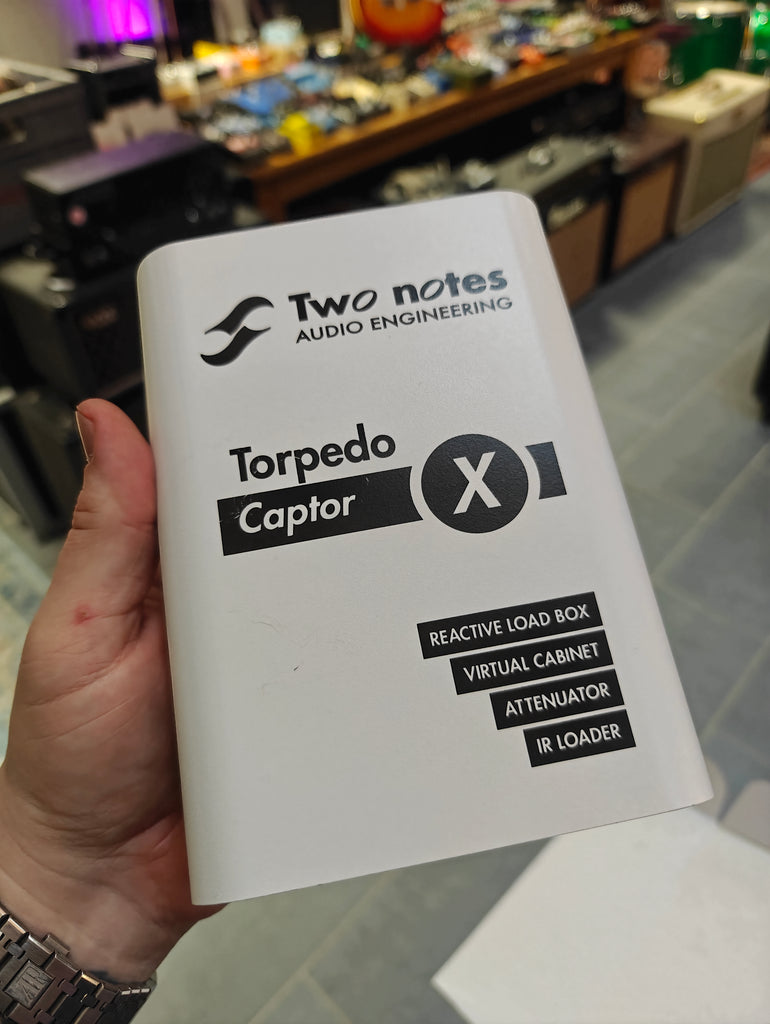 Two notes
AUDIO ENGINEERING
Torpedo
Captor X
REACTIVE LOAD BOX
VIRTUAL CABINET
ATTENUATOR
IR LOADER